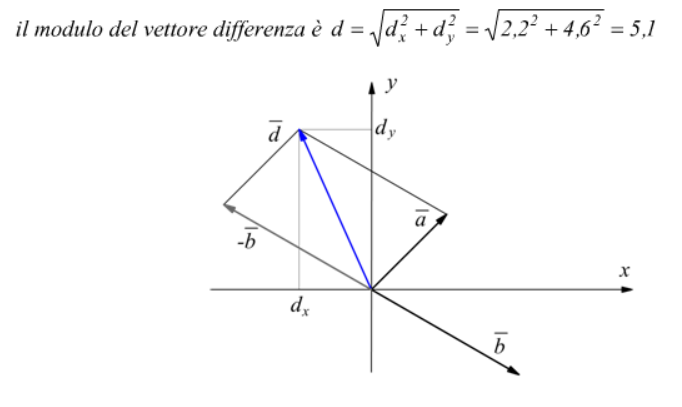 il modulo del vettore differenza è d = √(d_x² + d_y²) = √(2,2² + 4,6²) = 5,1
y
d̅
d_y
a̅
-b̅
x
d_x
b̅